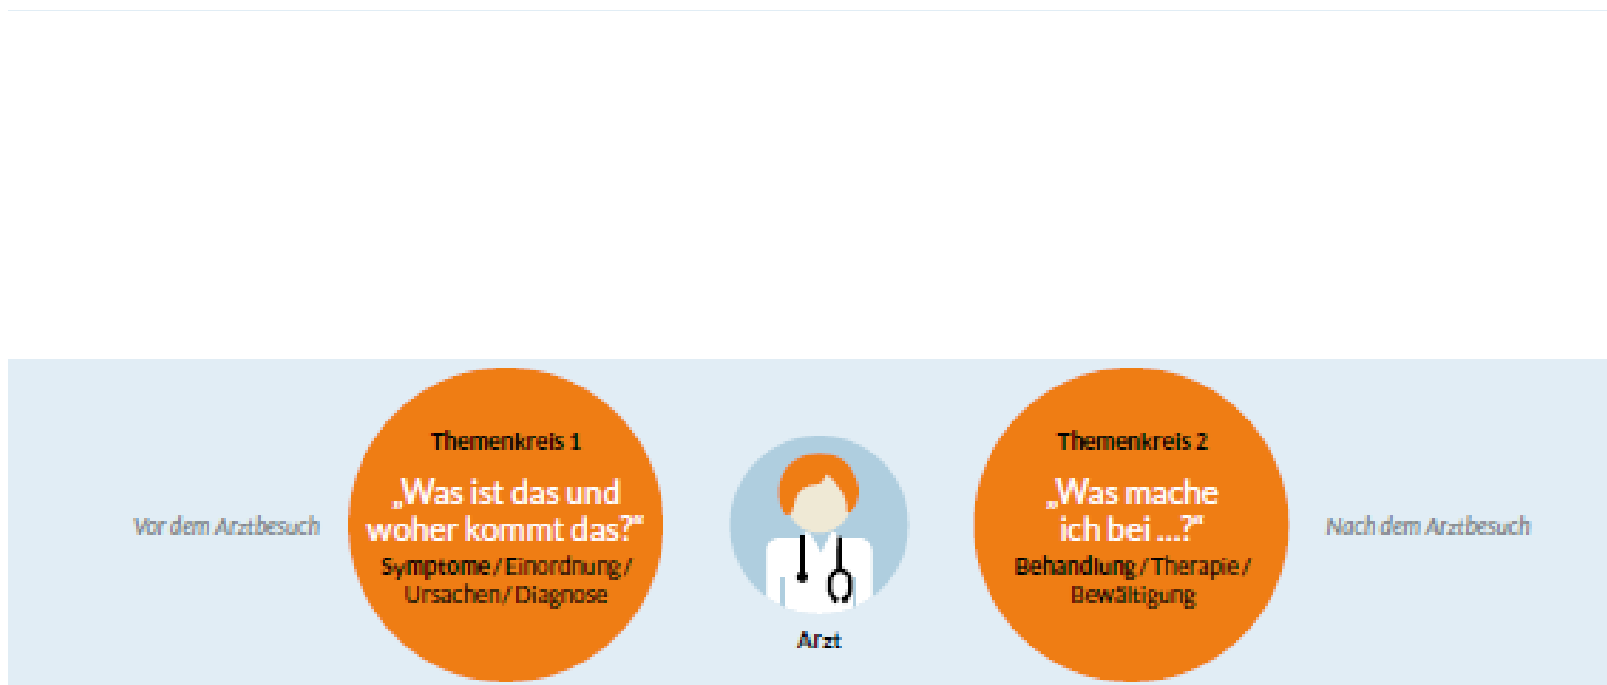 Vor dem Arztbesuch
Themenkreis 1
„Was ist das und
woher kommt das?“
Symptome/Einordnung/
Ursachen/Diagnose
Arzt
Themenkreis 2
„Was mache
ich bei ...?“
Behandlung/Therapie/
Bewältigung
Nach dem Arztbesuch